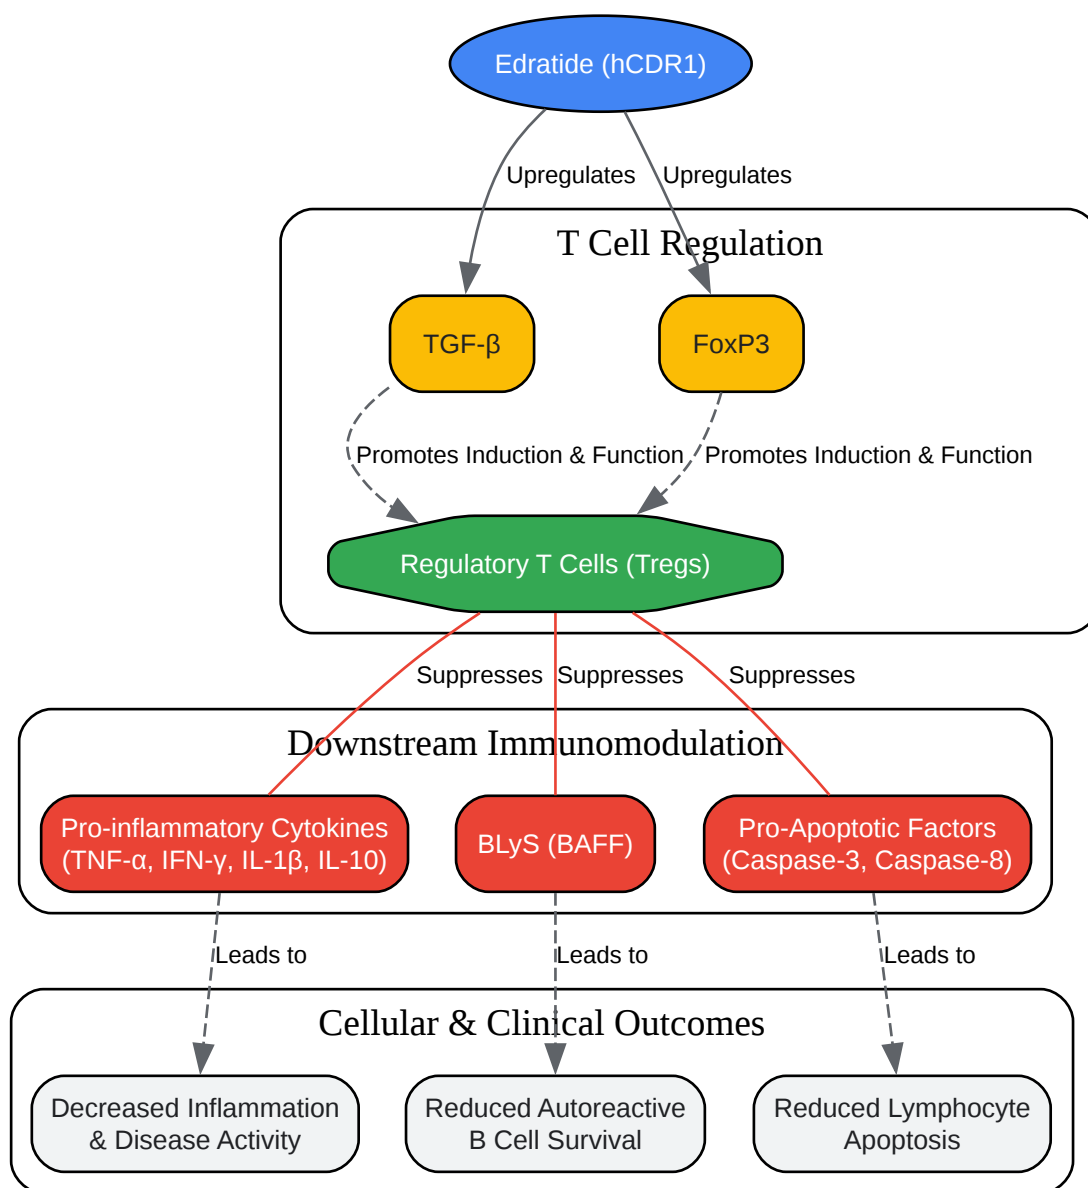 Edratide (hCDR1)
Upregulates
Upregulates
T Cell Regulation
TGF-β
FoxP3
Promotes Induction & Function
Promotes Induction & Function
Regulatory T Cells (Tregs)
Suppresses
Suppresses
Suppresses
Downstream Immunomodulation
Pro-inflammatory Cytokines
(TNF-α, IFN-γ, IL-1β, IL-10)
BLyS (BAFF)
Pro-Apoptotic Factors
(Caspase-3, Caspase-8)
Leads to
Leads to
Leads to
Cellular & Clinical Outcomes
Decreased Inflammation
& Disease Activity
Reduced Autoreactive
B Cell Survival
Reduced Lymphocyte
Apoptosis